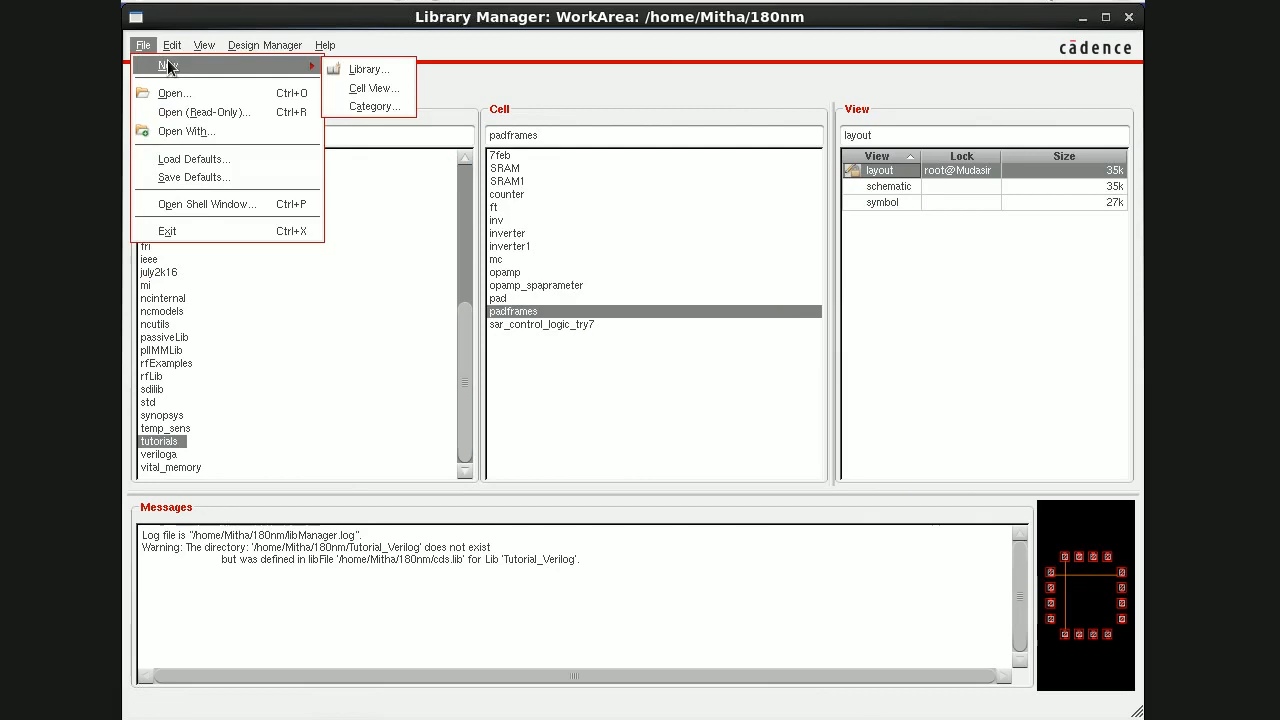 Library Manager: WorkArea: /home/Mitha/180nm
File Edit View Design Manager Help
cādence
New
Open... Ctrl+O
Open (Read-Only)... Ctrl+R
Open With...
Load Defaults...
Save Defaults...
Open Shell Window... Ctrl+P
Exit Ctrl+X
Library...
Cell View...
Category...
fri
ieee
july2k16
mi
ncinternal
ncmodels
ncutils
passiveLib
pllMMLib
rfExamples
rfLib
sdilib
std
synopsys
temp_sens
tutorials
veriloga
vital_memory
Cell
padframes
7feb
SRAM
SRAM1
counter
ft
inv
inverter
inverter1
mc
opamp
opamp_spaprameter
pad
padframes
sar_control_logic_try7
View
layout
View Lock Size
layout root@Mudasir 35k
schematic 35k
symbol 27k
Messages
Log file is "/home/Mitha/180nm/libManager.log".
Warning: The directory: '/home/Mitha/180nm/Tutorial_Verilog' does not exist
but was defined in libFile '/home/Mitha/180nm/cds.lib' for Lib 'Tutorial_Verilog'.